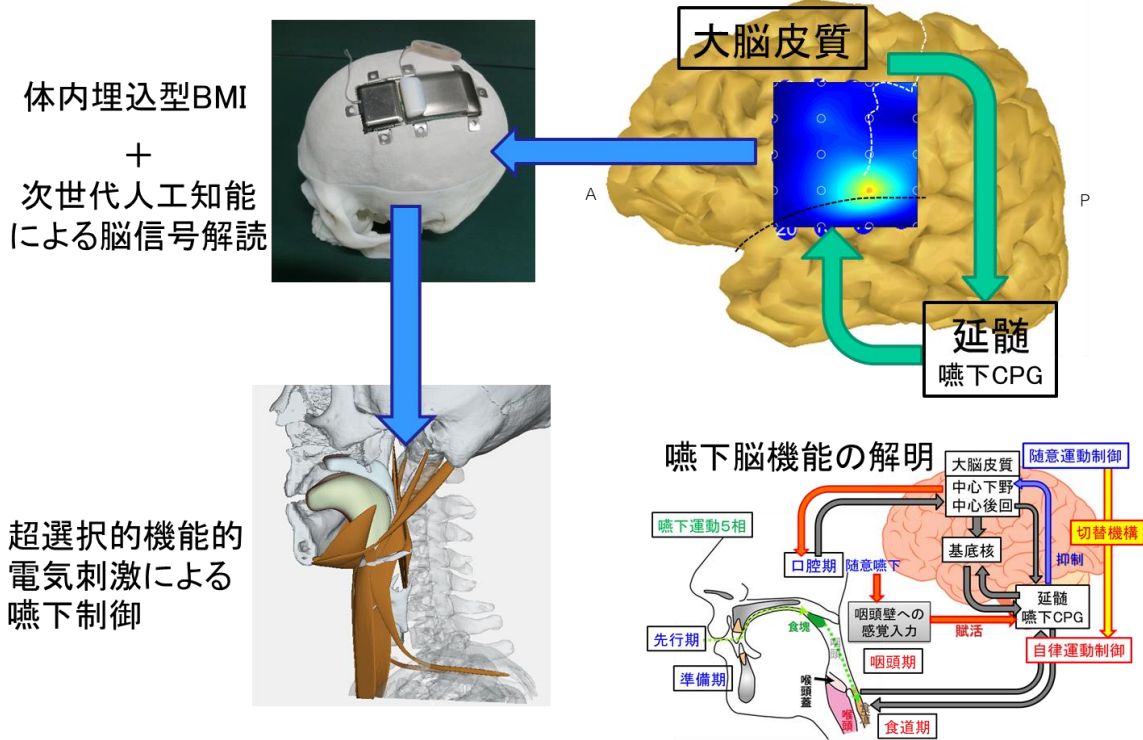 体内埋込型BMI
+
次世代人工知能
による脳信号解読
大脳皮質
A
P
20
延髄
嚥下CPG
超選択的機能的
電気刺激による
嚥下制御
嚥下脳機能の解明
大脳皮質
中心下野
中心後回
随意運動制御
切替機構
嚥下運動5相
口腔期
随意嚥下
基底核
抑制
延髄
嚥下CPG
咽頭壁への
感覚入力
賦活
食塊
先行期
咽頭期
自律運動制御
準備期
喉頭蓋
喉頭
食道期